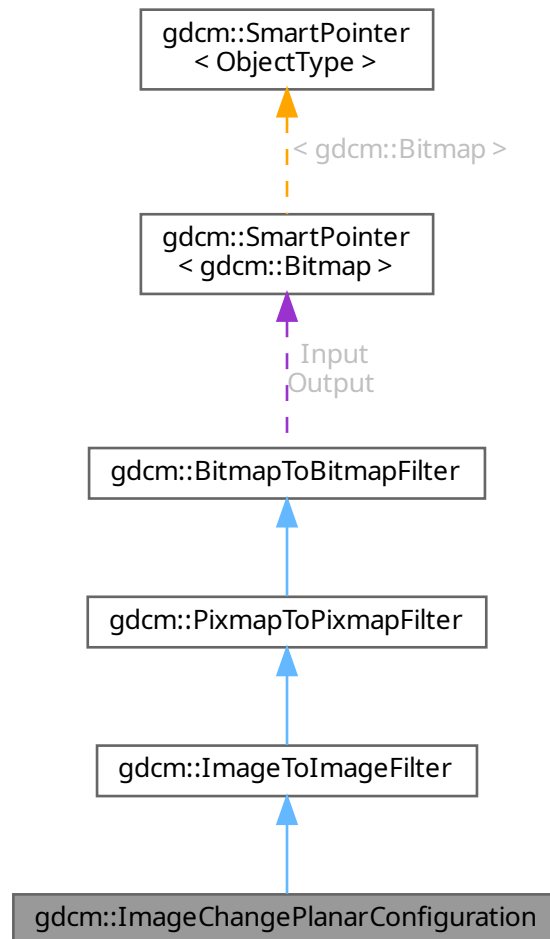 gdcm::SmartPointer
< ObjectType >
< gdcm::Bitmap >
gdcm::SmartPointer
< gdcm::Bitmap >
Input
Output
gdcm::BitmapToBitmapFilter
gdcm::PixmapToPixmapFilter
gdcm::ImageToImageFilter
gdcm::ImageChangePlanarConfiguration